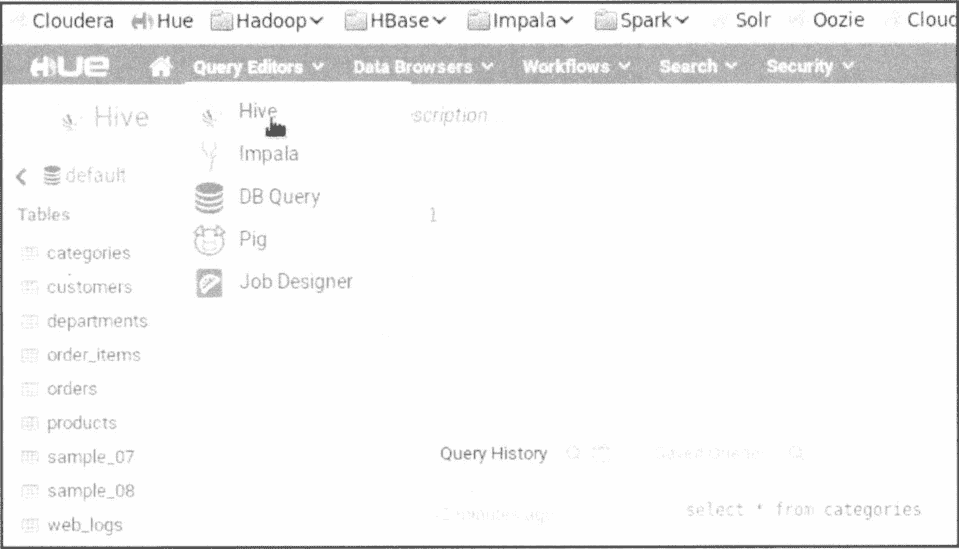 Cloudera Hue Hadoop HBase Impala Spark Solr Oozie Cloud
HUE Query Editors Data Browsers Workflows Search Security
Hive Hive scription...
Impala
default
DB Query
Tables
1
Pig
categories
Job Designer
customers
departments
order_items
orders
products
sample_07
Query History
sample_08
select * from categories
web_logs